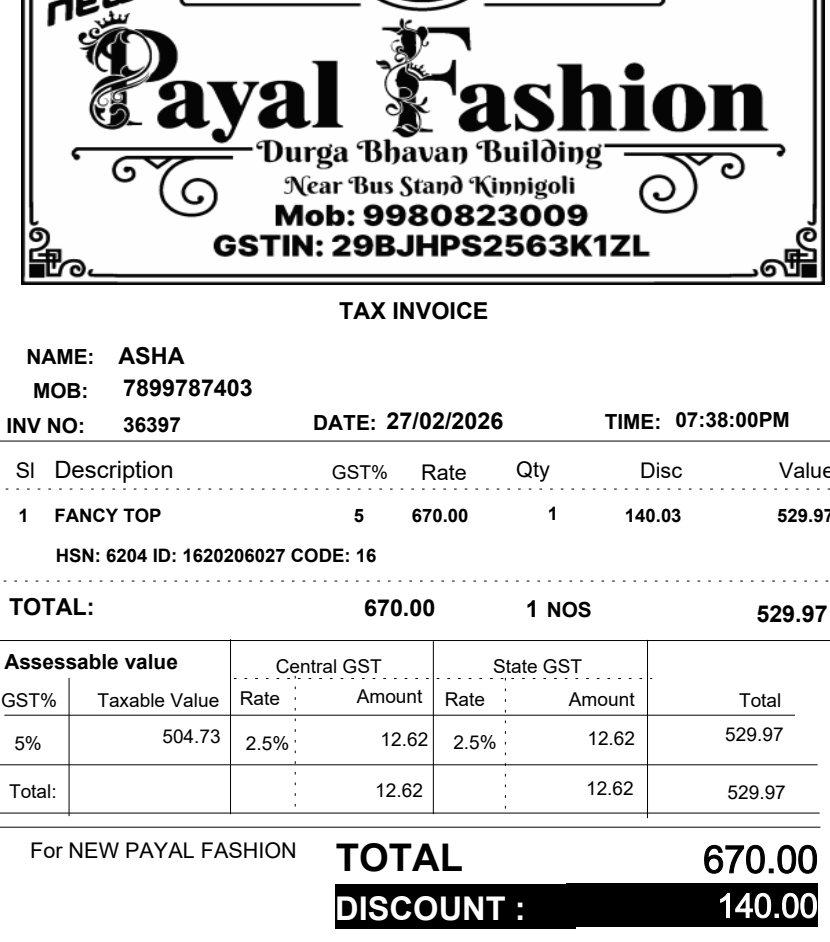 new
Payal Fashion
Durga Bhavan Building
Near Bus Stand Kinnigoli
Mob: 9980823009
GSTIN: 29BJHPS2563K1ZL
TAX INVOICE
NAME: ASHA
MOB: 7899787403
INV NO: 36397 DATE: 27/02/2026 TIME: 07:38:00PM
Sl Description GST% Rate Qty Disc Value
1 FANCY TOP 5 670.00 1 140.03 529.97
HSN: 6204 ID: 1620206027 CODE: 16
TOTAL: 670.00 1 NOS 529.97
Assessable value Central GST State GST
GST% Taxable Value Rate Amount Rate Amount Total
5% 504.73 2.5% 12.62 2.5% 12.62 529.97
Total: 12.62 12.62 529.97
For NEW PAYAL FASHION TOTAL 670.00
DISCOUNT : 140.00